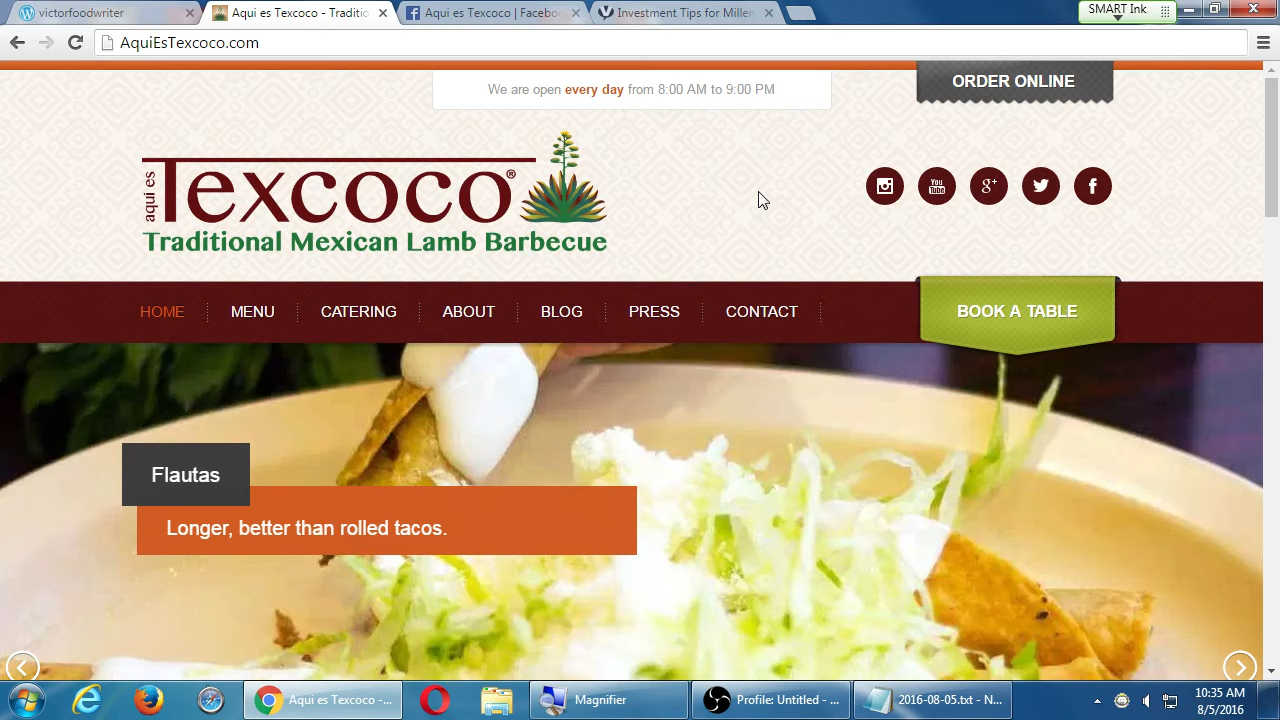 victorfoodwriter
Aqui es Texcoco - Traditio
Aqui es Texcoco | Facebo
Investment Tips for Millen
SMART Ink
AquiEsTexcoco.com
We are open every day from 8:00 AM to 9:00 PM
ORDER ONLINE
aqui es
Texcoco®
Traditional Mexican Lamb Barbecue
You
Tube
g+
f
HOME
MENU
CATERING
ABOUT
BLOG
PRESS
CONTACT
BOOK A TABLE
Flautas
Longer, better than rolled tacos.
Aqui es Texcoco -...
Magnifier
Profile: Untitled - ...
2016-08-05.txt - N...
10:35 AM
8/5/2016